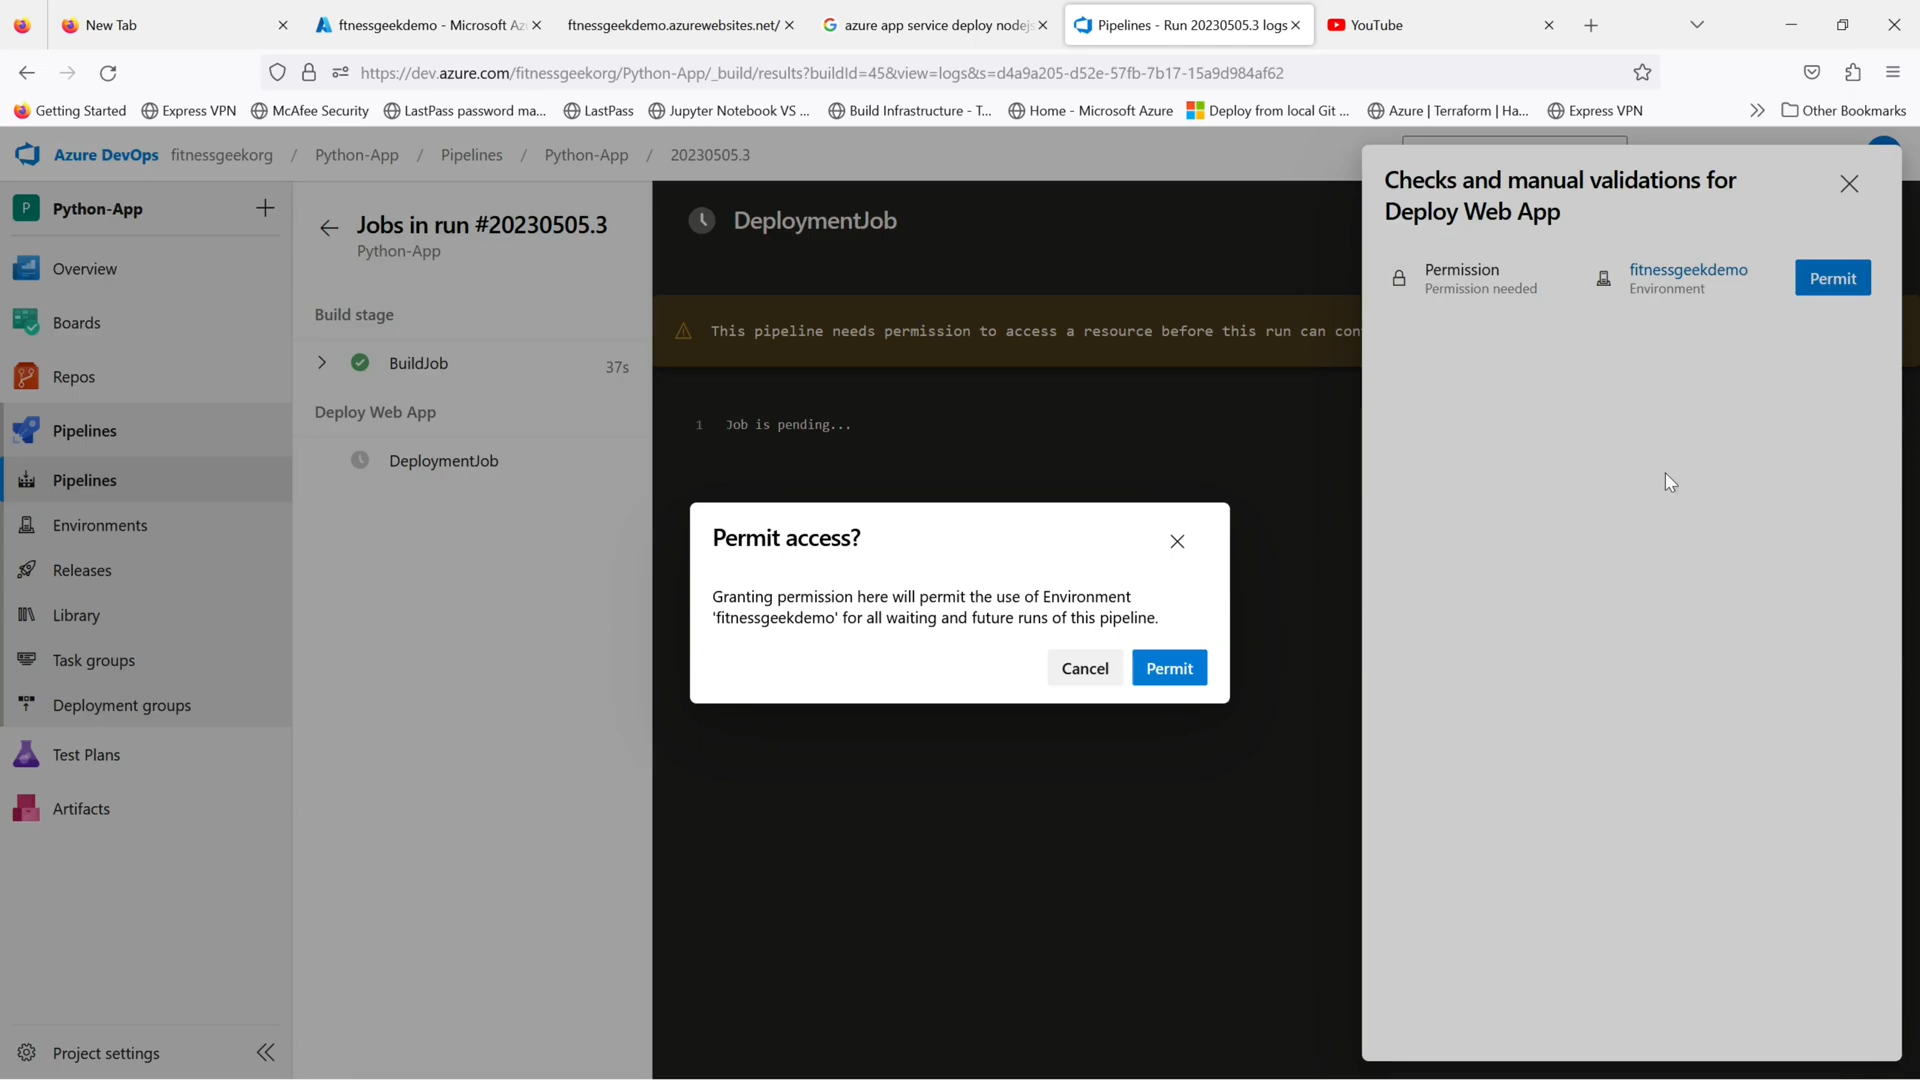 New Tab
ftnessgeekdemo - Microsoft Az
ftnessgeekdemo.azurewebsites.net/
azure app service deploy nodejs
Pipelines - Run 20230505.3 logs
YouTube
https://dev.azure.com/fitnessgeekorg/Python-App/_build/results?buildId=45&view=logs&s=d4a9a205-d52e-57fb-7b17-15a9d984af62
Getting Started
Express VPN
McAfee Security
LastPass password ma...
LastPass
Jupyter Notebook VS ...
Build Infrastructure - T...
Home - Microsoft Azure
Deploy from local Git ...
Azure | Terraform | Ha...
Express VPN
Other Bookmarks
Azure DevOps fitnessgeekorg / Python-App / Pipelines / Python-App / 20230505.3
P Python-App
Overview
Boards
Repos
Pipelines
Pipelines
Environments
Releases
Library
Task groups
Deployment groups
Test Plans
Artifacts
Project settings
Jobs in run #20230505.3
Python-App
Build stage
BuildJob 37s
Deploy Web App
DeploymentJob
DeploymentJob
This pipeline needs permission to access a resource before this run can con
1 Job is pending...
Permit access?
Granting permission here will permit the use of Environment
'fitnessgeekdemo' for all waiting and future runs of this pipeline.
Cancel
Permit
Checks and manual validations for
Deploy Web App
Permission
Permission needed
fitnessgeekdemo
Environment
Permit